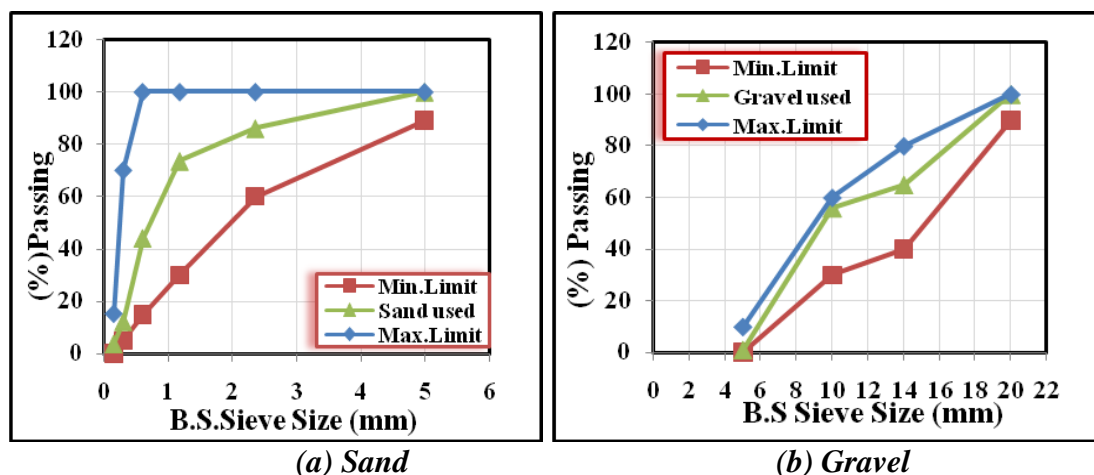 120
100
80
60
40
20
0
(%)Passing
Min.Limit
Sand used
Max.Limit
0 1 2 3 4 5 6
B.S.Sieve Size (mm)
(a) Sand
120
100
80
60
40
20
0
(%) Passing
Min.Limit
Gravel used
Max.Limit
0 2 4 6 8 10 12 14 16 18 20 22
B.S Sieve Size (mm)
(b) Gravel